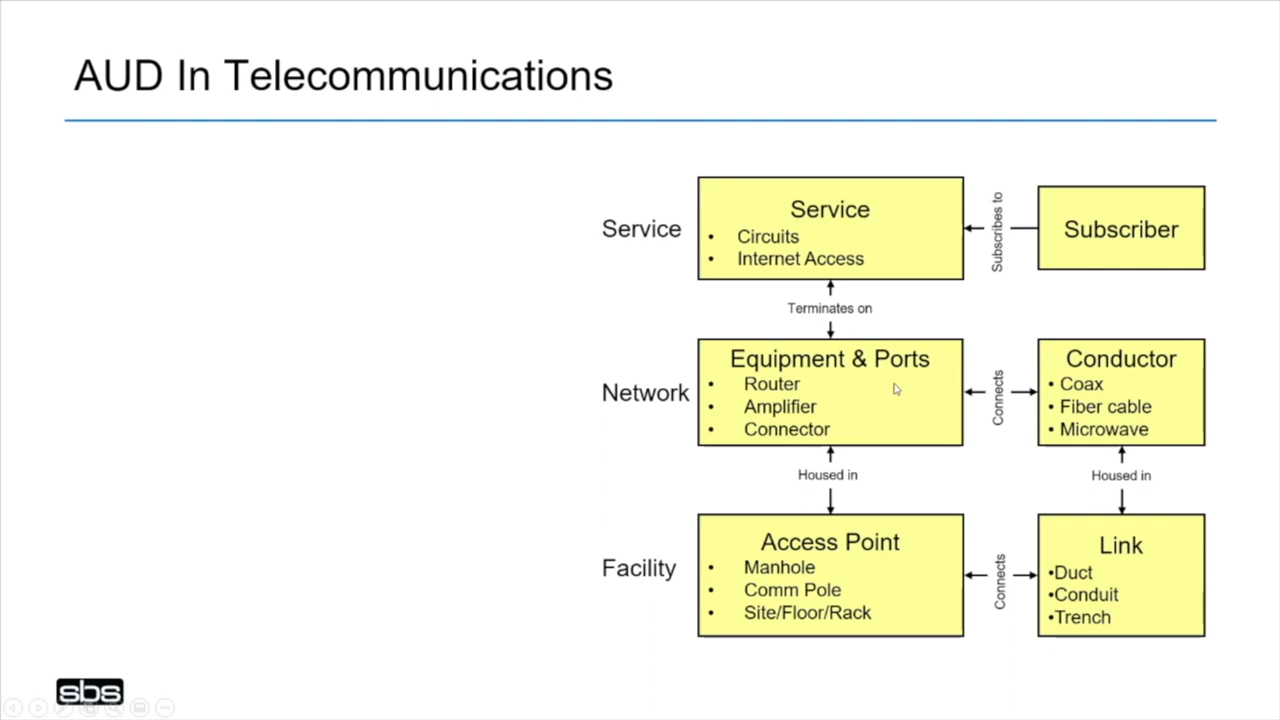 AUD In Telecommunications
Service
Service
• Circuits
• Internet Access
Subscribes to
Subscriber
Terminates on
Network
Equipment & Ports
• Router
• Amplifier
• Connector
Connects
Conductor
• Coax
• Fiber cable
• Microwave
Housed in
Housed in
Facility
Access Point
• Manhole
• Comm Pole
• Site/Floor/Rack
Connects
Link
•Duct
•Conduit
•Trench
sbs